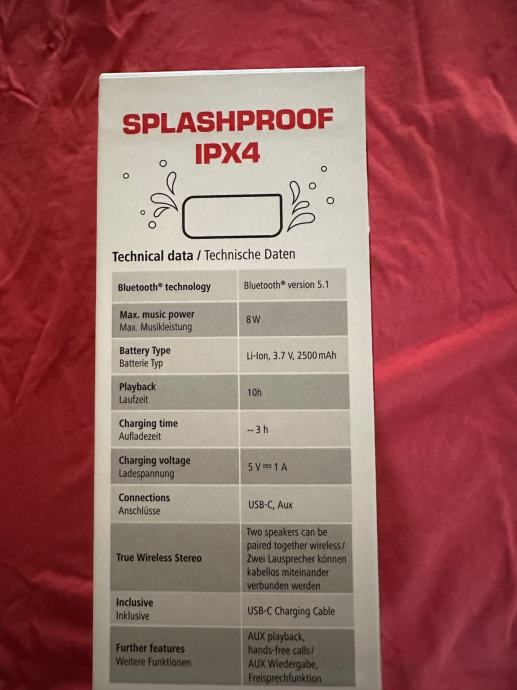 SPLASHPROOF
IPX4
Technical data / Technische Daten
Bluetooth® technology
Bluetooth® version 5.1
Max. music power
Max. Musikleistung
8 W
Battery Type
Batterie Typ
Li-Ion, 3.7 V, 2500 mAh
Playback
Laufzeit
10h
Charging time
Aufladezeit
~ 3 h
Charging voltage
Ladespannung
5 V ⎓ 1 A
Connections
Anschlüsse
USB-C, Aux
True Wireless Stereo
Two speakers can be
paired together wireless/
Zwei Lausprecher können
kabellos miteinander
verbunden werden
Inclusive
Inklusive
USB-C Charging Cable
Further features
Weitere Funktionen
AUX playback,
hands-free calls/
AUX Wiedergabe,
Freisprechfunktion